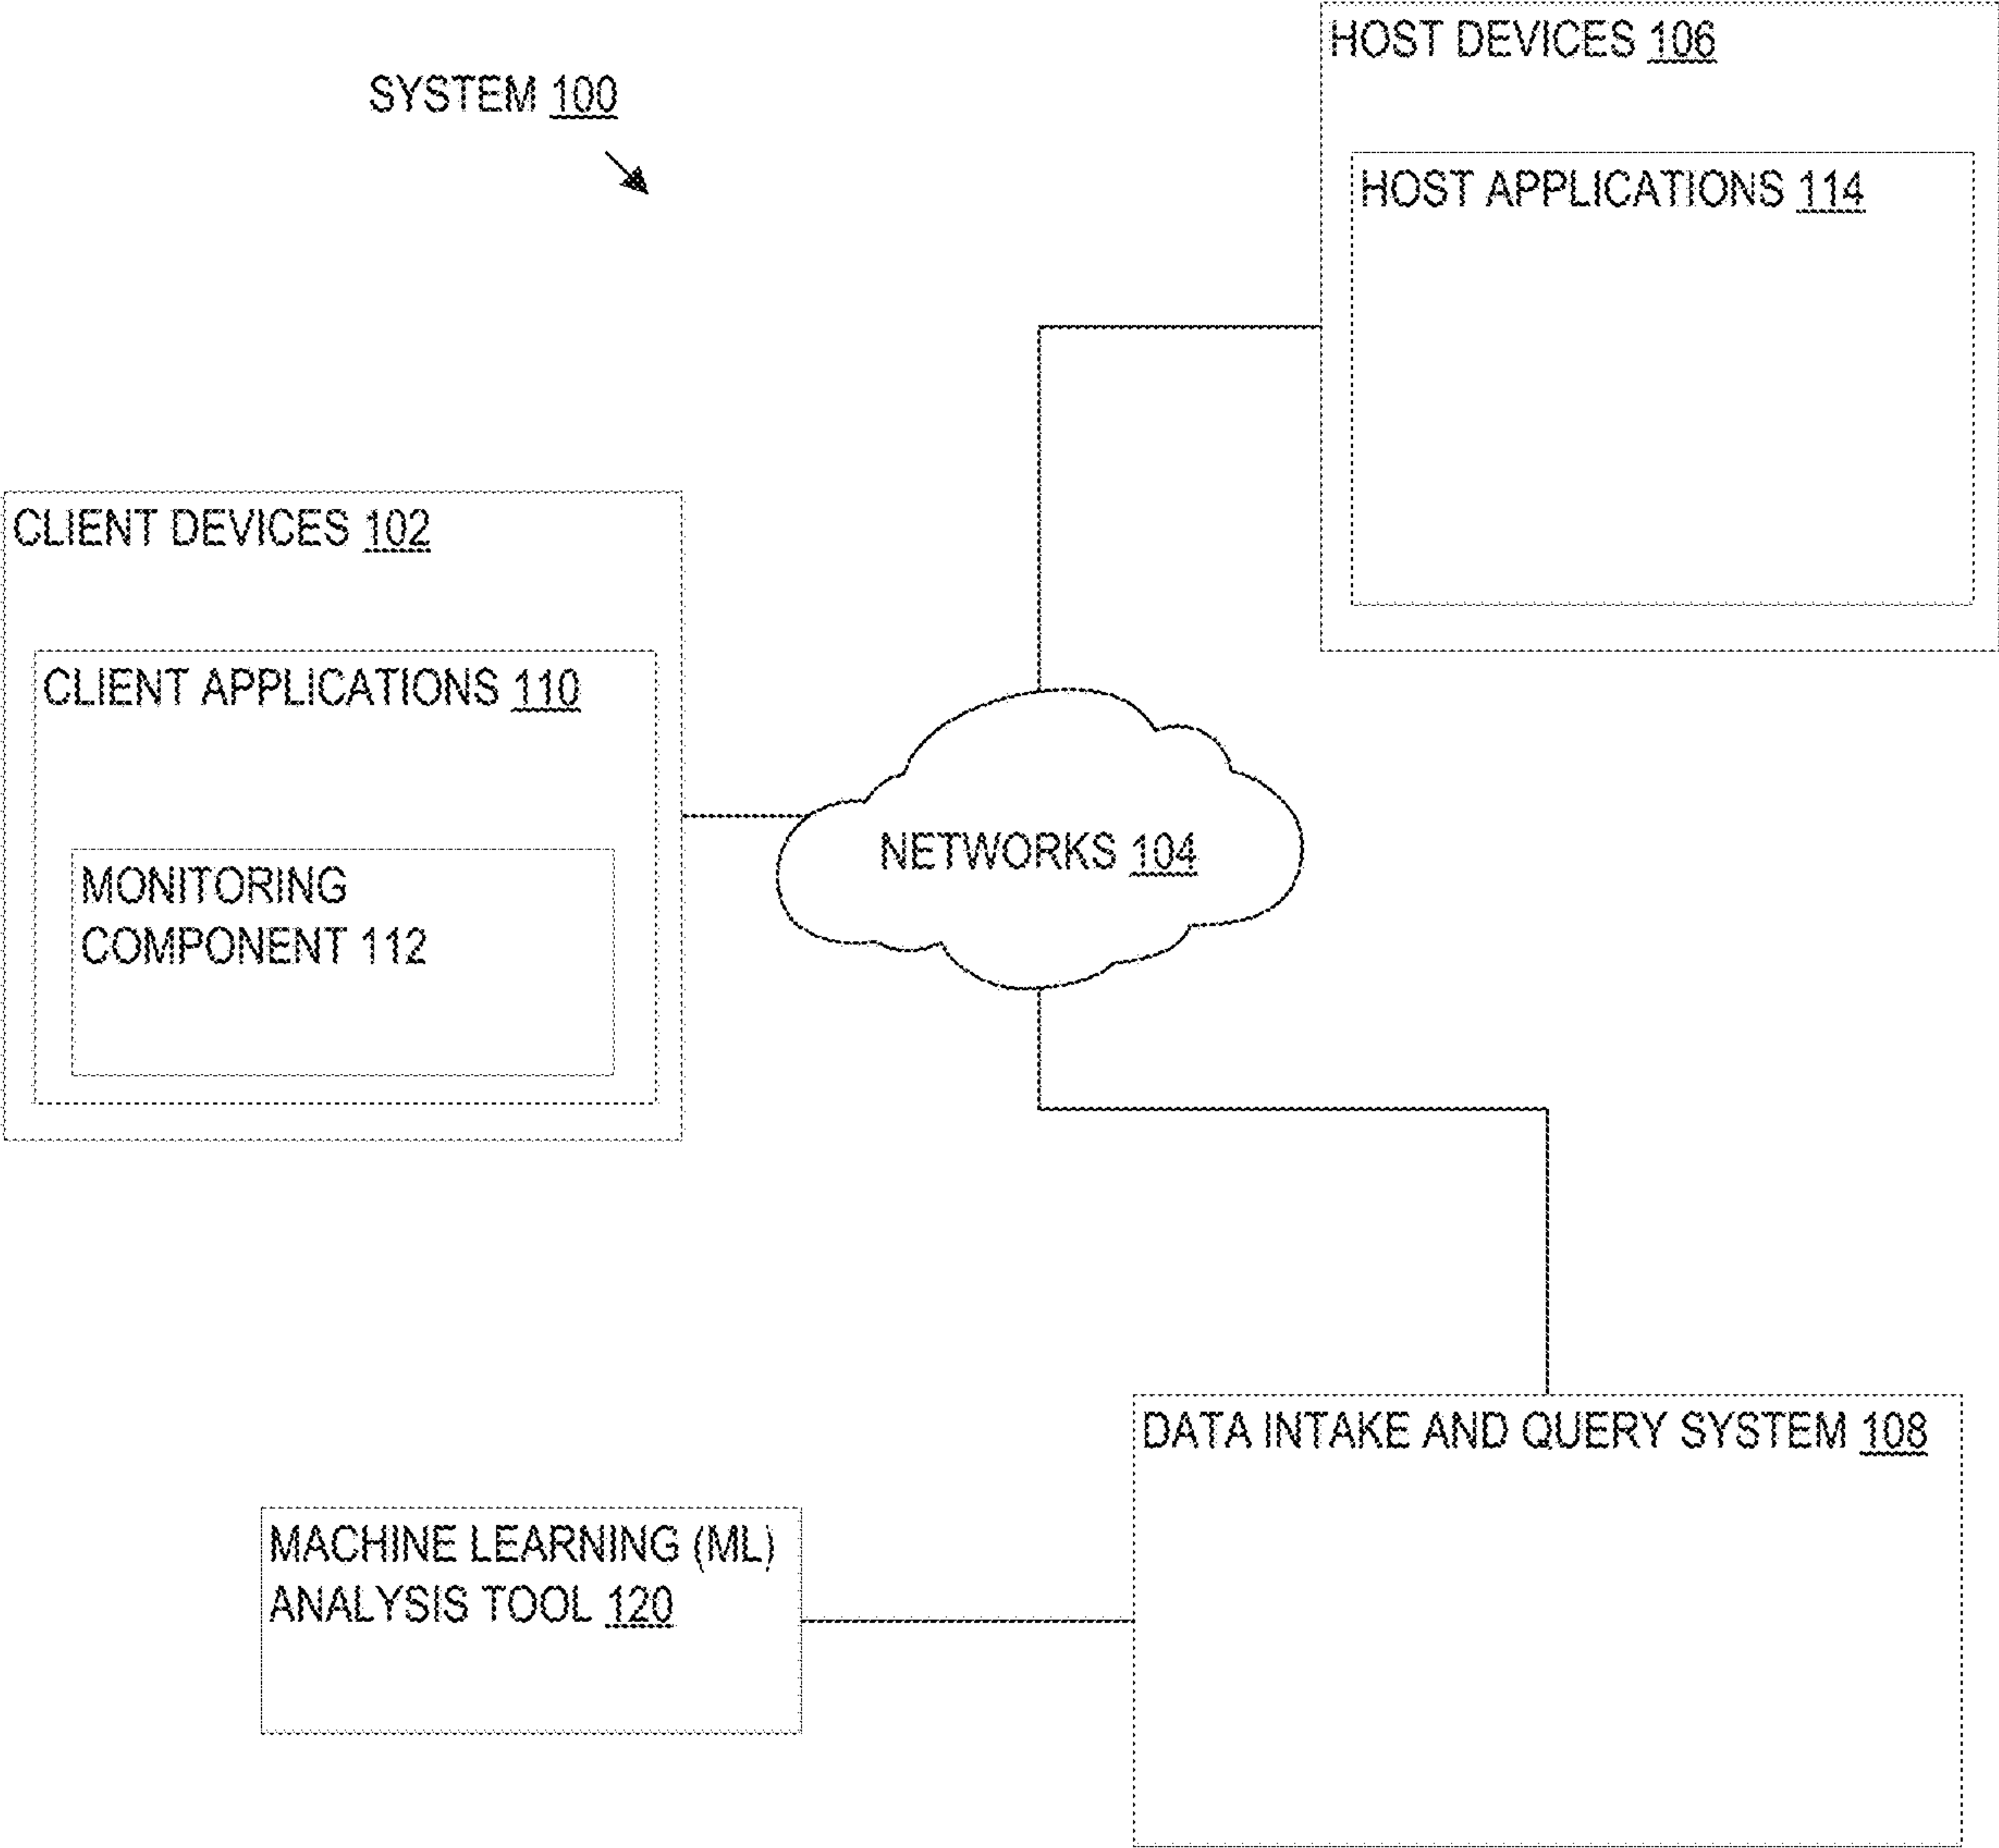 SYSTEM 100
HOST DEVICES 106
HOST APPLICATIONS 114
CLIENT DEVICES 102
CLIENT APPLICATIONS 110
MONITORING
COMPONENT 112
NETWORKS 104
DATA INTAKE AND QUERY SYSTEM 108
MACHINE LEARNING (ML)
ANALYSIS TOOL 120